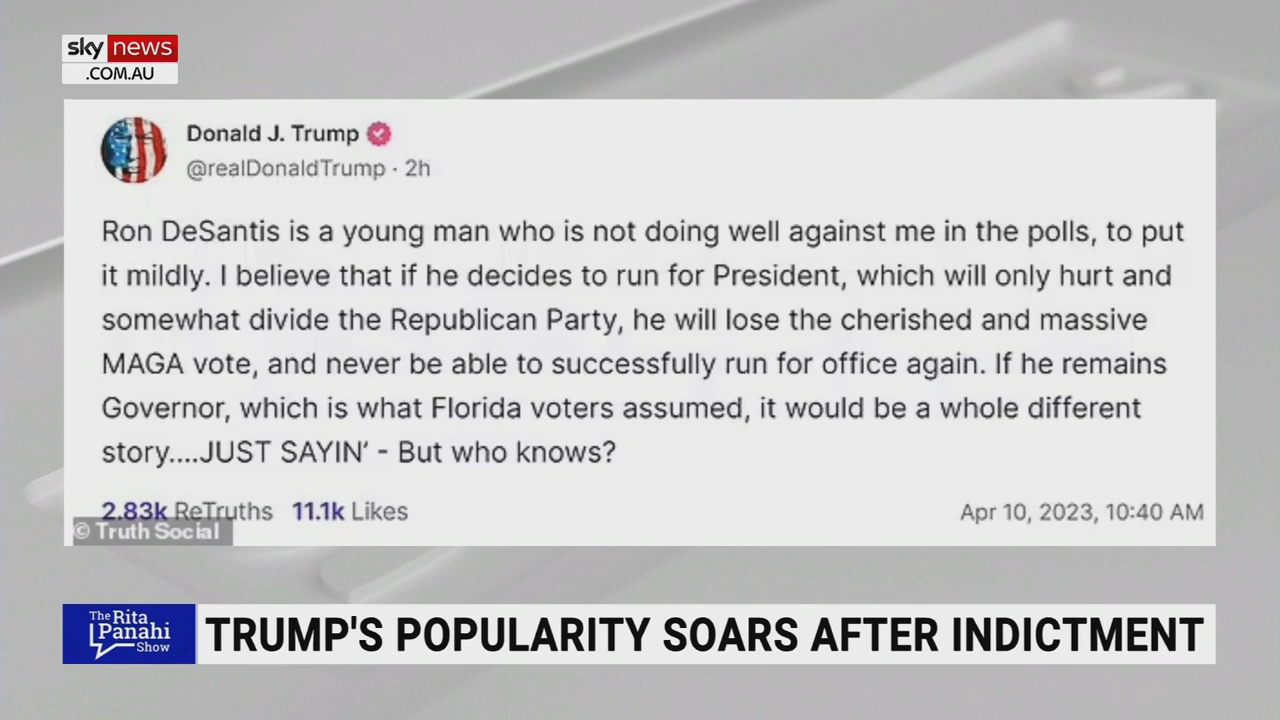 sky news
.COM.AU
Donald J. Trump
@realDonaldTrump · 2h
Ron DeSantis is a young man who is not doing well against me in the polls, to put
it mildly. I believe that if he decides to run for President, which will only hurt and
somewhat divide the Republican Party, he will lose the cherished and massive
MAGA vote, and never be able to successfully run for office again. If he remains
Governor, which is what Florida voters assumed, it would be a whole different
story....JUST SAYIN’ - But who knows?
2.83k ReTruths 11.1k Likes
Apr 10, 2023, 10:40 AM
© Truth Social
The Rita
Panahi
Show
TRUMP'S POPULARITY SOARS AFTER INDICTMENT